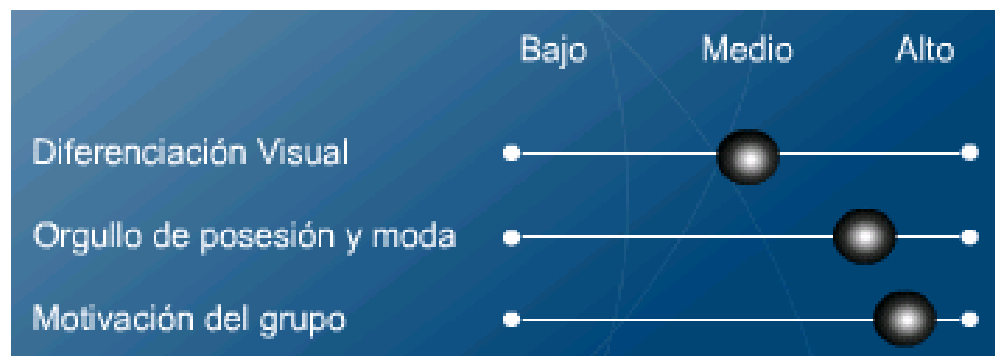 Bajo Medio Alto
Diferenciación Visual
Orgullo de posesión y moda
Motivación del grupo